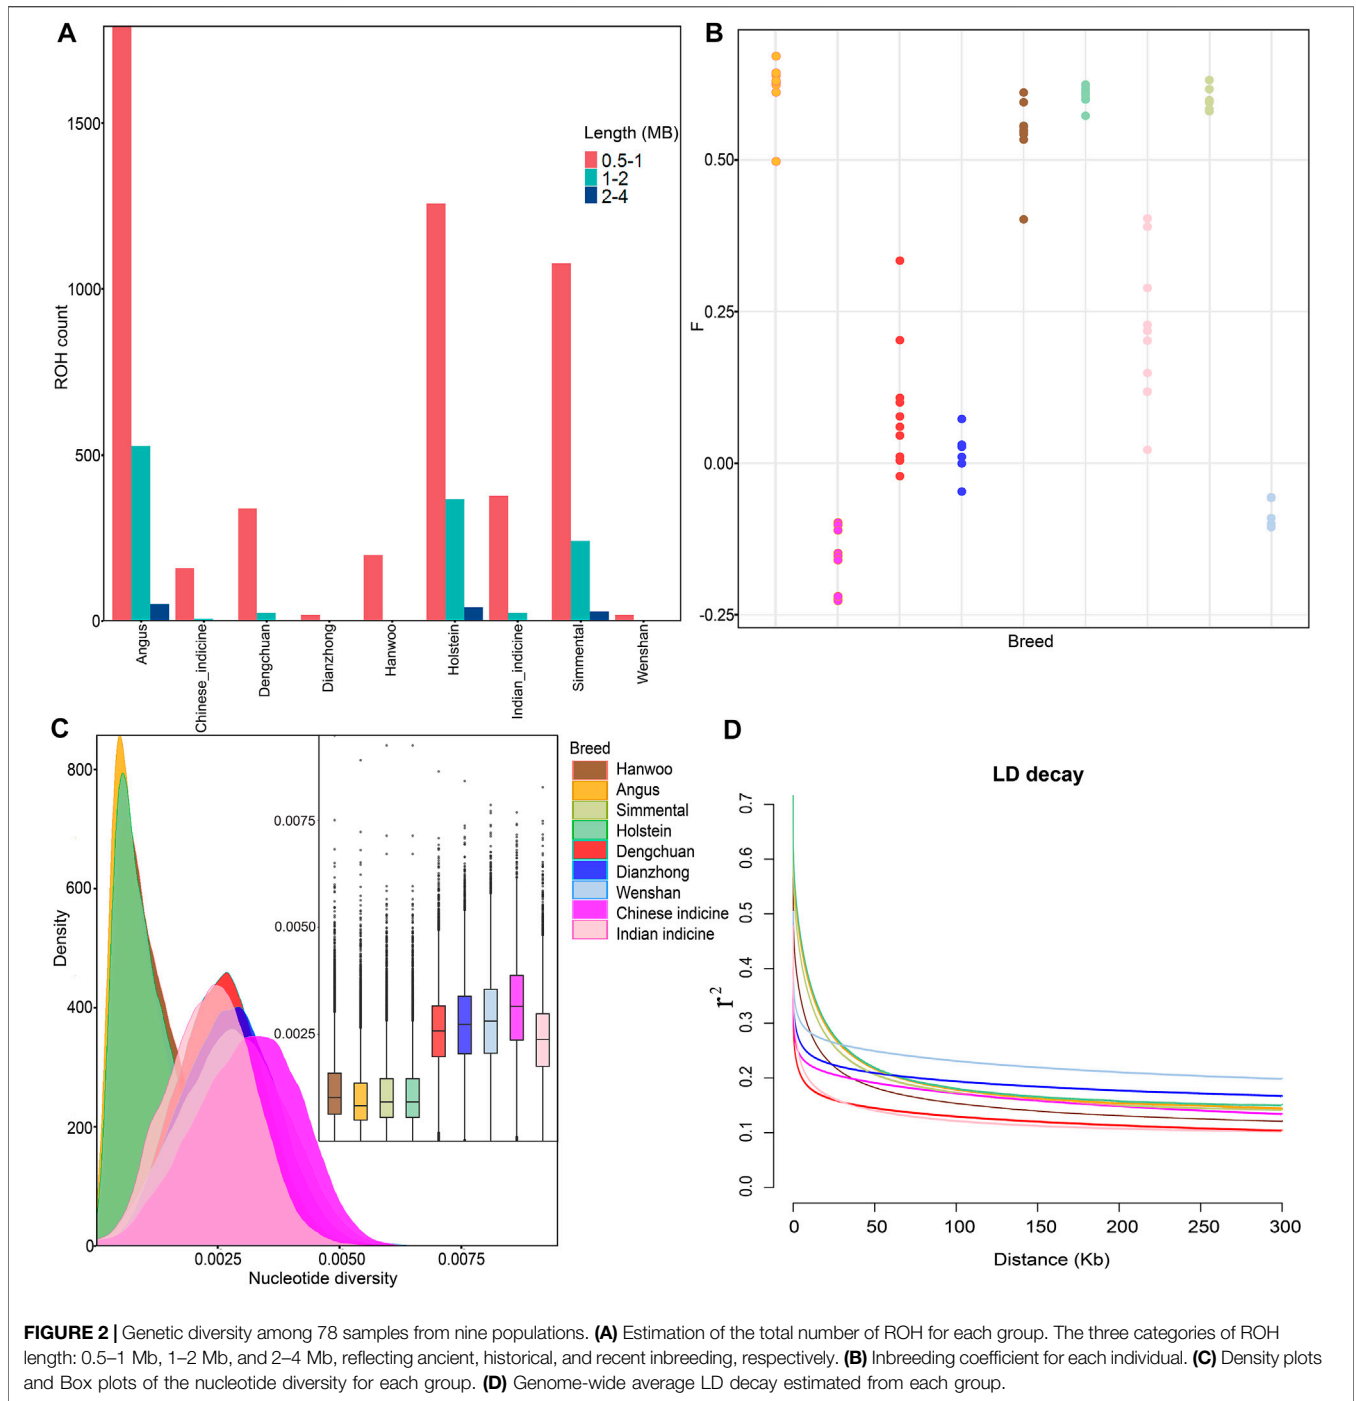 A
1500
1000
500
0
ROH count
Length (MB)
0.5-1
1-2
2-4
Angus
Chinese_indicine
Dengchuan
Dianzhong
Hanwoo
Holstein
Indian_indicine
Simmental
Wenshan
B
0.50
0.25
0.00
-0.25
F
Breed
C
800
600
400
200
0
Density
0.0025
0.0050
0.0075
Nucleotide diversity
0.0075
0.0050
0.0025
Breed
Hanwoo
Angus
Simmental
Holstein
Dengchuan
Dianzhong
Wenshan
Chinese indicine
Indian indicine
D
LD decay
0.7
0.6
0.5
0.4
0.3
0.2
0.1
0.0
r²
0
50
100
150
200
250
300
Distance (Kb)
FIGURE 2 | Genetic diversity among 78 samples from nine populations. (A) Estimation of the total number of ROH for each group. The three categories of ROH
length: 0.5–1 Mb, 1–2 Mb, and 2–4 Mb, reflecting ancient, historical, and recent inbreeding, respectively. (B) Inbreeding coefficient for each individual. (C) Density plots
and Box plots of the nucleotide diversity for each group. (D) Genome-wide average LD decay estimated from each group.